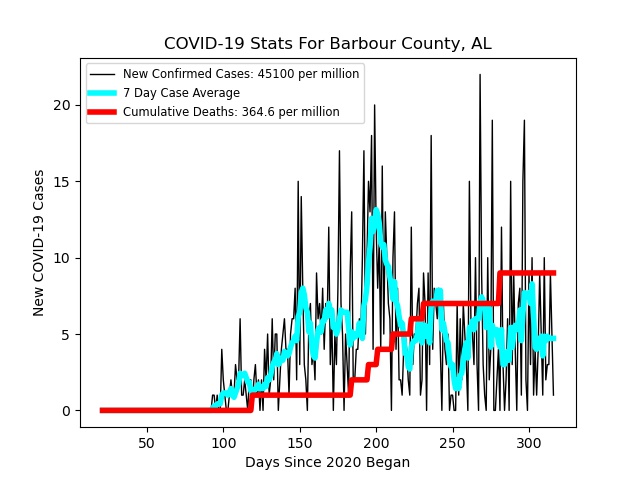 COVID-19 Stats For Barbour County, AL
New Confirmed Cases: 45100 per million
7 Day Case Average
Cumulative Deaths: 364.6 per million
New COVID-19 Cases
20
15
10
5
0
50 100 150 200 250 300
Days Since 2020 Began